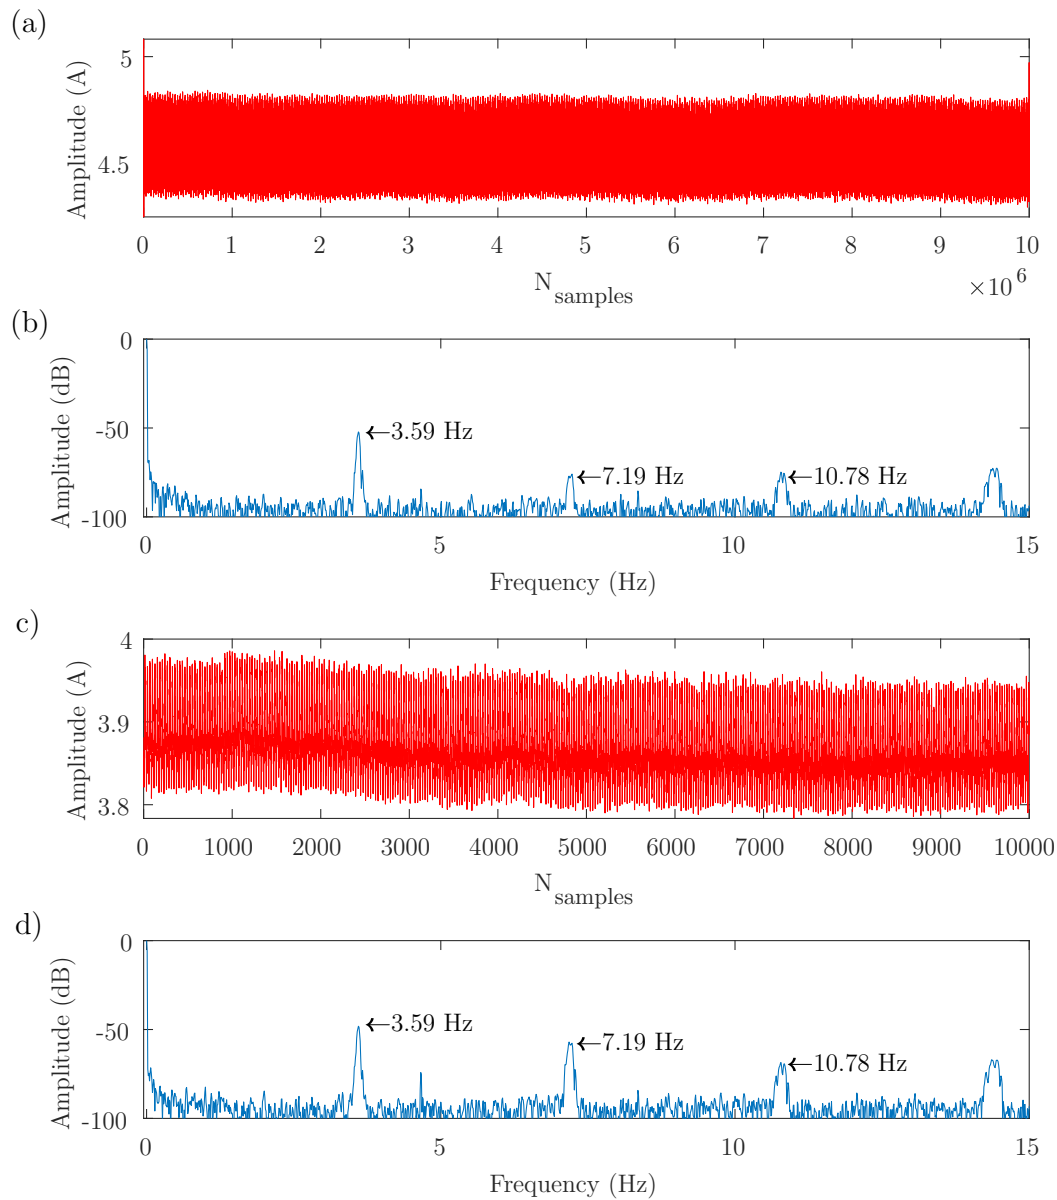 (a)
Amplitude (A)
5
4.5
0 1 2 3 4 5 6 7 8 9 10
N_samples
×10^6
(b)
Amplitude (dB)
0
-50
-100
←3.59 Hz
←7.19 Hz
←10.78 Hz
0 5 10 15
Frequency (Hz)
c)
Amplitude (A)
4
3.9
3.8
0 1000 2000 3000 4000 5000 6000 7000 8000 9000 10000
N_samples
d)
Amplitude (dB)
0
-50
-100
←3.59 Hz
←7.19 Hz
←10.78 Hz
0 5 10 15
Frequency (Hz)